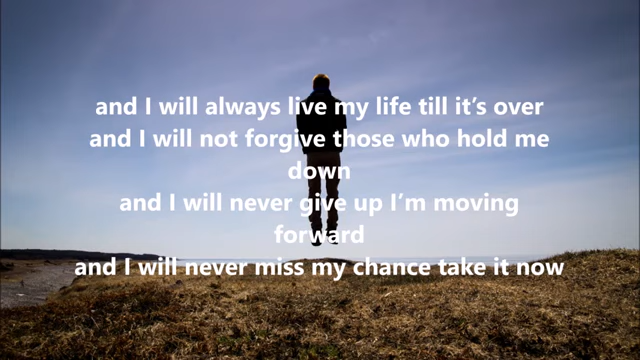 and I will always live my life till it’s over
and I will not forgive those who hold me
down
and I will never give up I’m moving
forward
and I will never miss my chance take it now